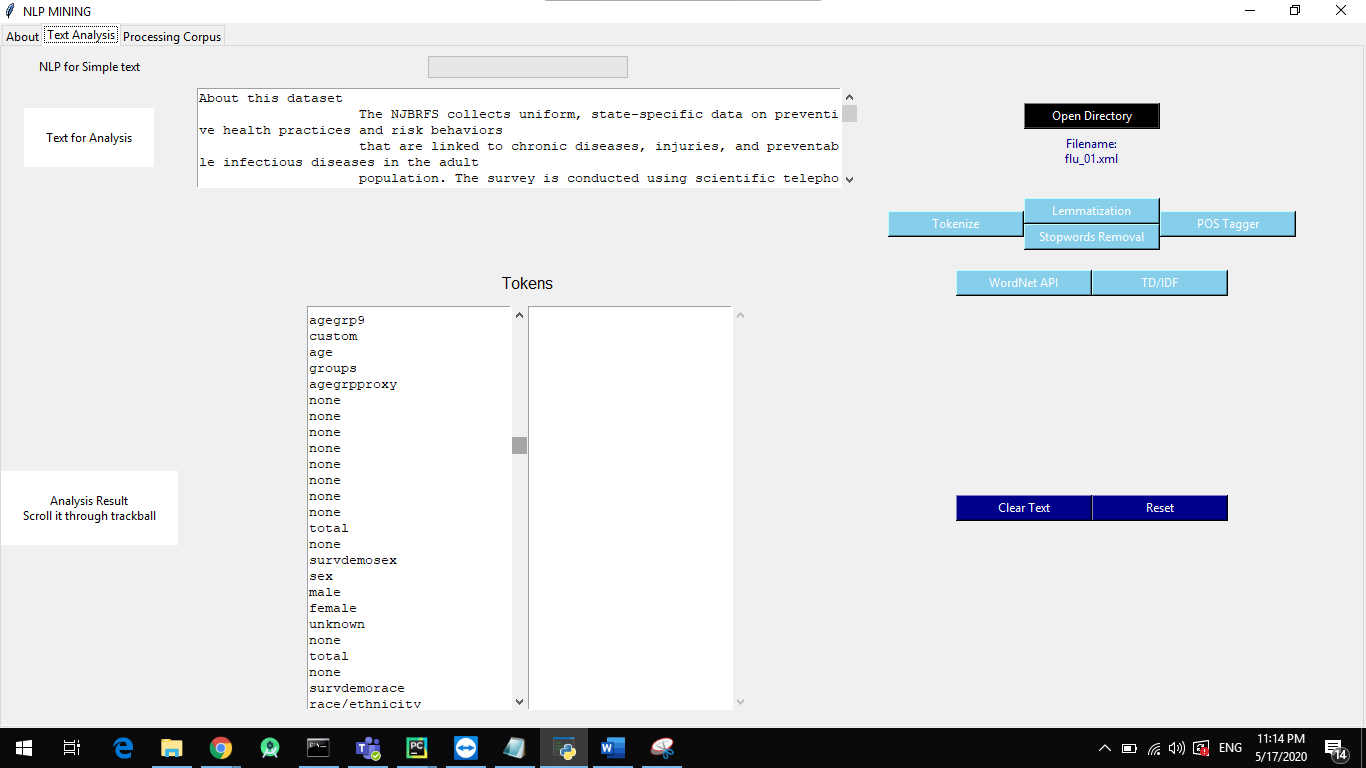 NLP MINING
About Text Analysis Processing Corpus
NLP for Simple text
Text for Analysis
About this dataset
The NJBRFS collects uniform, state-specific data on preventi
ve health practices and risk behaviors
that are linked to chronic diseases, injuries, and preventab
le infectious diseases in the adult
population. The survey is conducted using scientific telepho
Open Directory
Filename:
flu_01.xml
Tokenize
Lemmatization
Stopwords Removal
POS Tagger
WordNet API
TD/IDF
Tokens
agegrp9
custom
age
groups
agegrpproxy
none
none
none
none
none
none
none
none
total
none
survdemosex
sex
male
female
unknown
none
total
none
survdemorace
race/ethnicity
Analysis Result
Scroll it through trackball
Clear Text
Reset
ENG
11:14 PM
5/17/2020
14